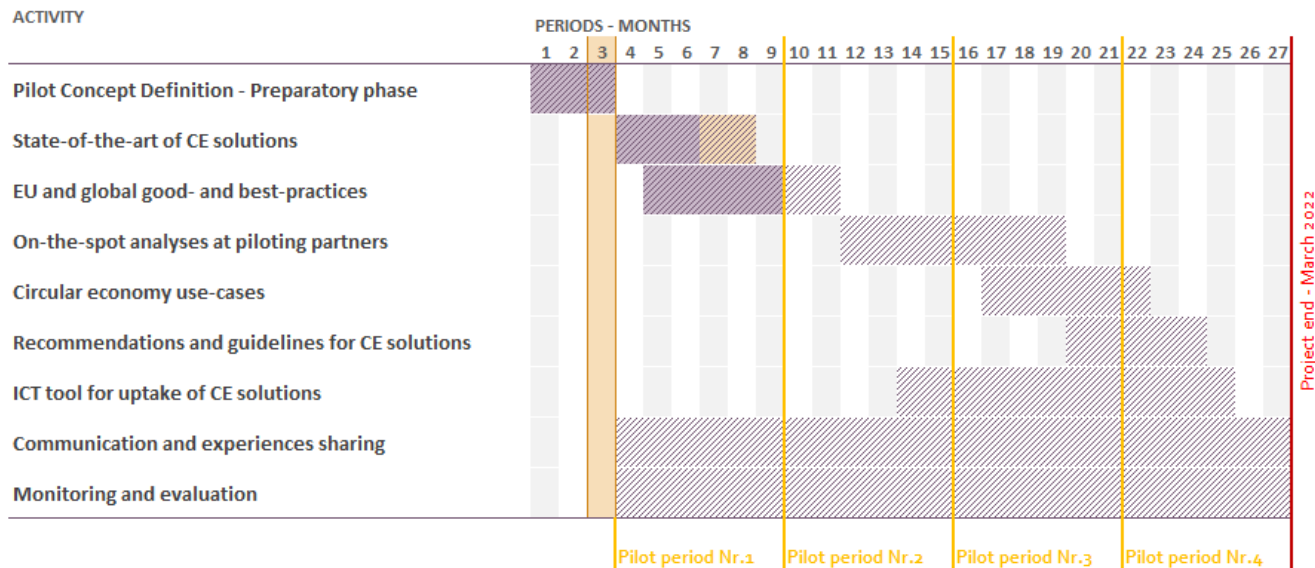 ACTIVITY
PERIODS - MONTHS
1 2 3 4 5 6 7 8 9 10 11 12 13 14 15 16 17 18 19 20 21 22 23 24 25 26 27
Pilot Concept Definition - Preparatory phase
State-of-the-art of CE solutions
EU and global good- and best-practices
On-the-spot analyses at piloting partners
Circular economy use-cases
Recommendations and guidelines for CE solutions
ICT tool for uptake of CE solutions
Communication and experiences sharing
Monitoring and evaluation
Project end - March 2022
Pilot period Nr.1 Pilot period Nr.2 Pilot period Nr.3 Pilot period Nr.4